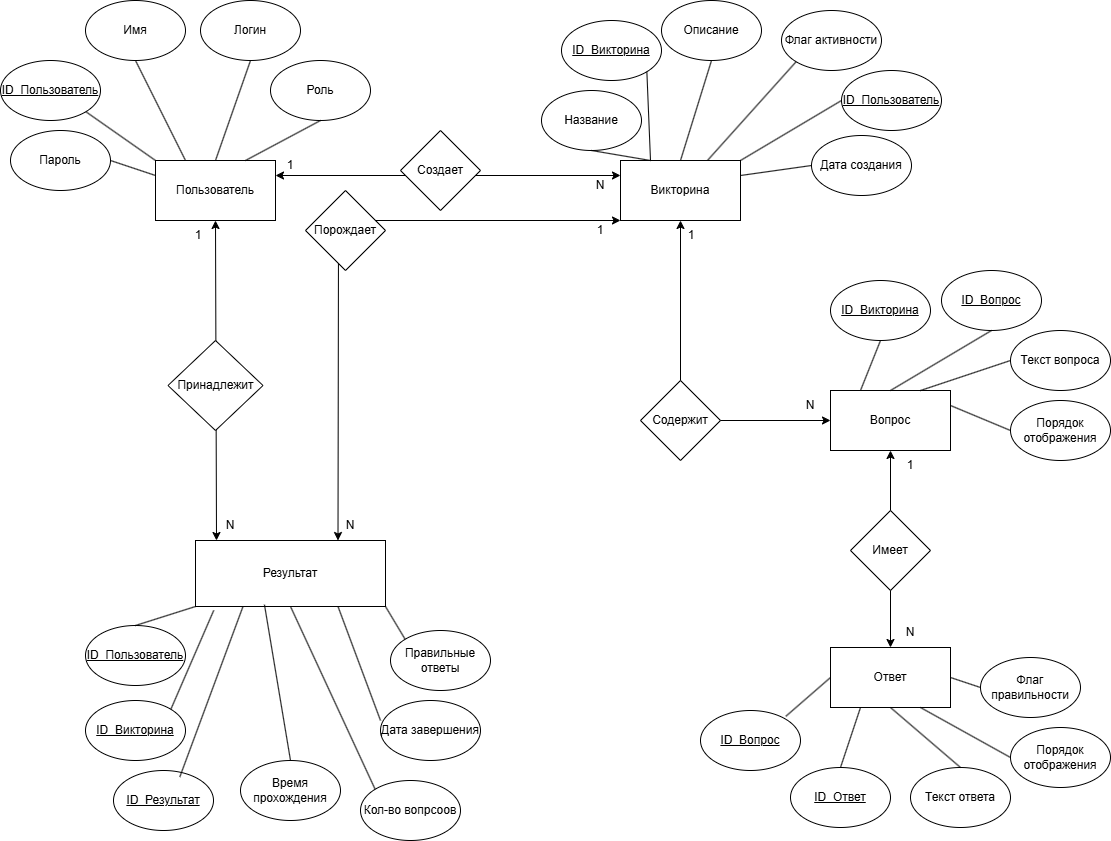 Имя
Логин
ID_Пользователь
Роль
Пароль
Пользователь
1
Создает
N
ID_Викторина
Описание
Флаг активности
ID_Пользователь
Название
Дата создания
Викторина
Порождает
1
1
1
Принадлежит
N
N
Содержит
N
ID_Викторина
ID_Вопрос
Текст вопроса
Порядок
отображения
Вопрос
1
Имеет
N
Результат
ID_Пользователь
ID_Викторина
ID_Результат
Время
прохождения
Кол-во вопрсоов
Дата завершения
Правильные
ответы
Ответ
Флаг
правильности
ID_Вопрос
Порядок
отображения
ID_Ответ
Текст ответа